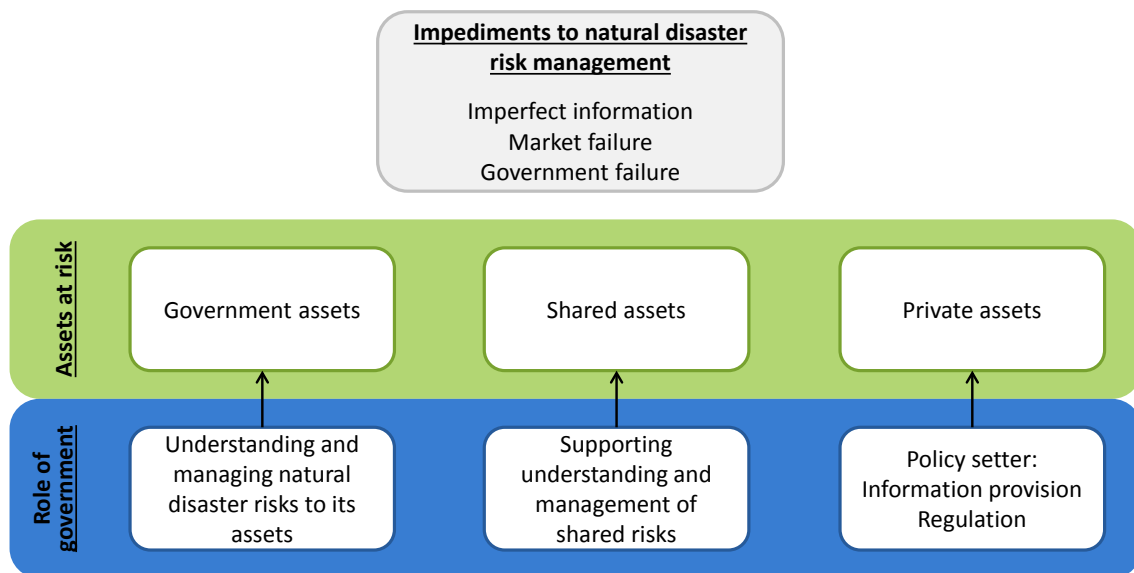 Impediments to natural disaster
risk management
Imperfect information
Market failure
Government failure
Assets at risk
Government assets
Shared assets
Private assets
Role of
government
Understanding and
managing natural
disaster risks to its
assets
Supporting
understanding and
management of
shared risks
Policy setter:
Information provision
Regulation